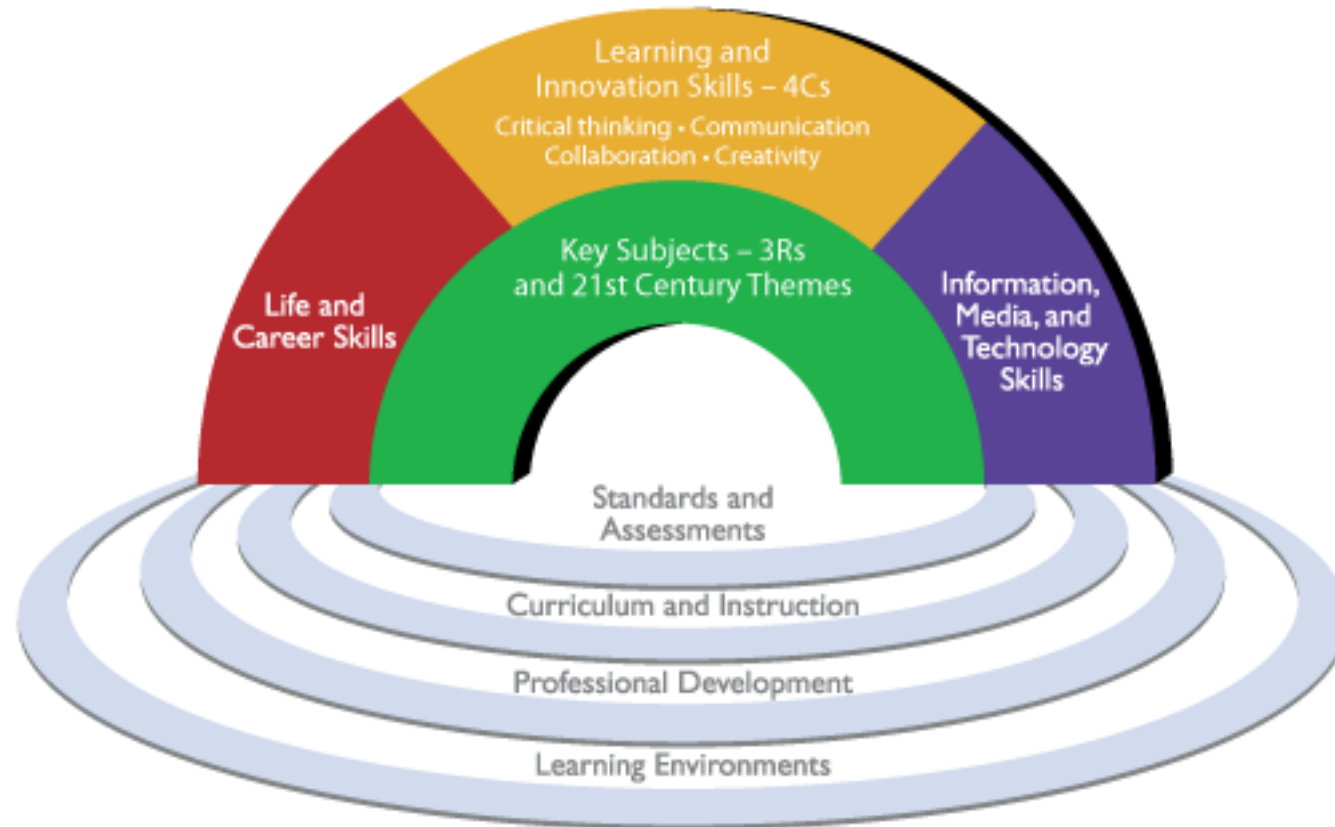 Learning and
Innovation Skills – 4Cs
Critical thinking • Communication
Collaboration • Creativity
Key Subjects – 3Rs
and 21st Century Themes
Life and
Career Skills
Information,
Media, and
Technology
Skills
Standards and
Assessments
Curriculum and Instruction
Professional Development
Learning Environments